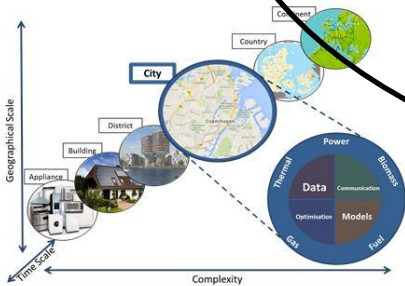 Continent
Country
City
District
Building
Appliance
Copenhagen
Geographical Scale
Time Scale
Complexity
Power
Thermal
Biomass
Data
Communication
Optimisation
Models
Gas
Fuel